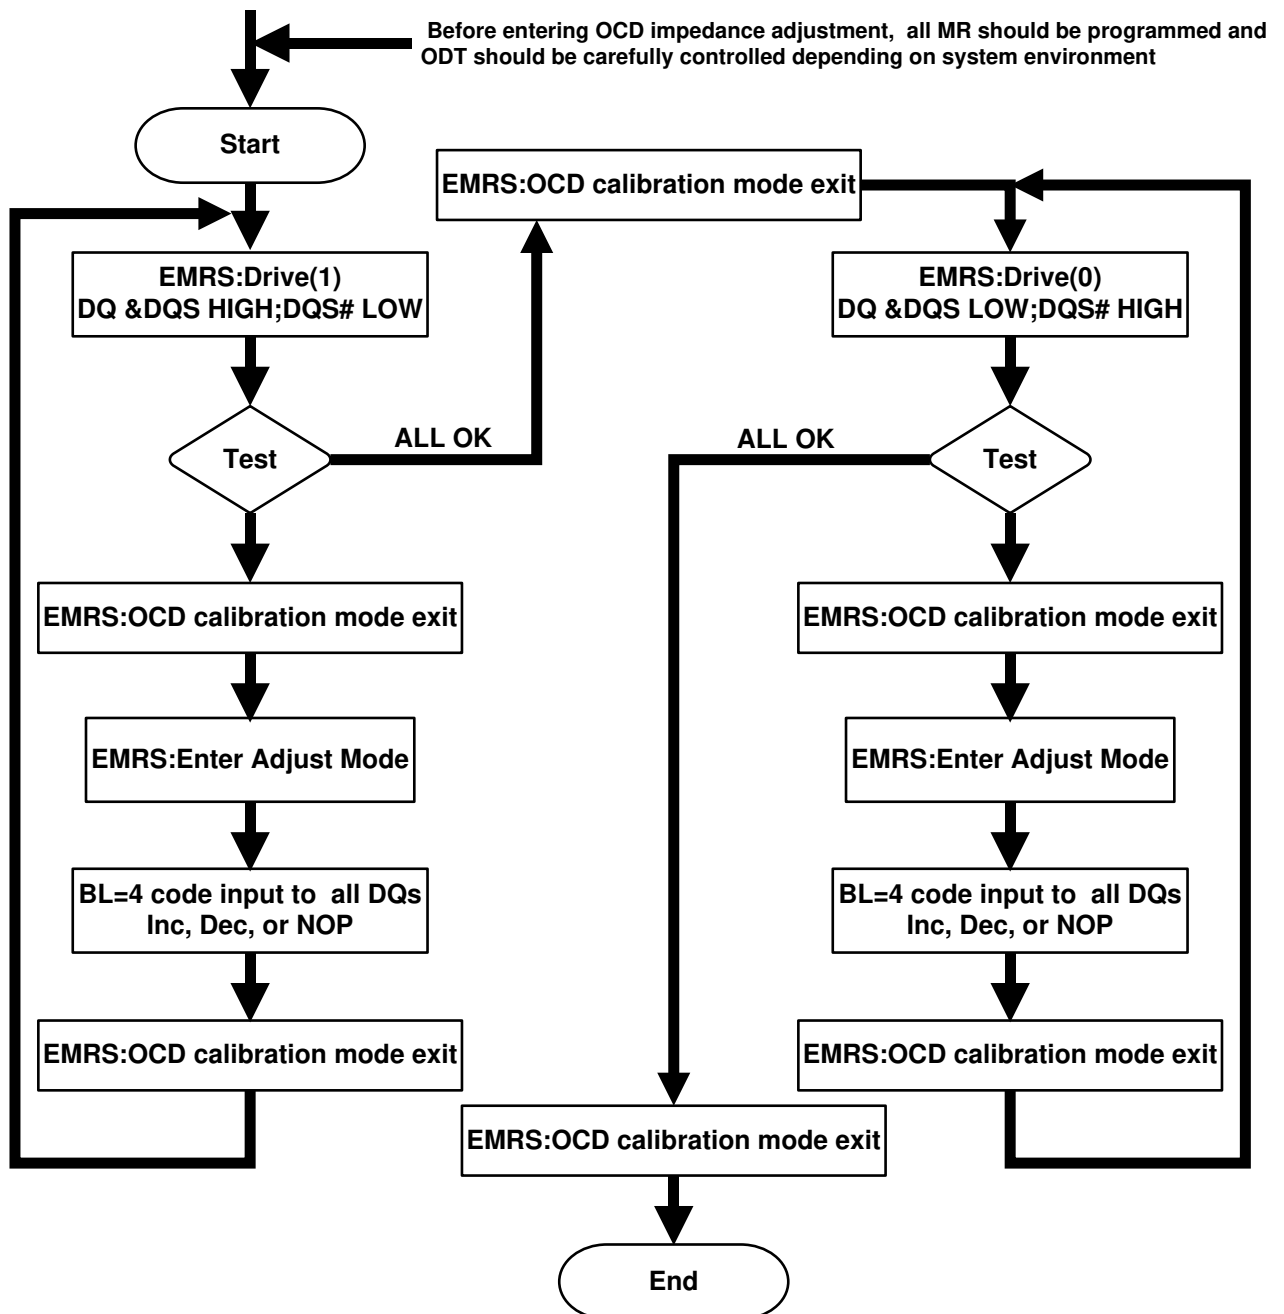 Before entering OCD impedance adjustment, all MR should be programmed and
ODT should be carefully controlled depending on system environment
Start
EMRS:OCD calibration mode exit
EMRS:Drive(1)
DQ &DQS HIGH;DQS# LOW
EMRS:Drive(0)
DQ &DQS LOW;DQS# HIGH
ALL OK
ALL OK
Test
Test
EMRS:OCD calibration mode exit
EMRS:OCD calibration mode exit
EMRS:Enter Adjust Mode
EMRS:Enter Adjust Mode
BL=4 code input to all DQs
Inc, Dec, or NOP
BL=4 code input to all DQs
Inc, Dec, or NOP
EMRS:OCD calibration mode exit
EMRS:OCD calibration mode exit
EMRS:OCD calibration mode exit
End